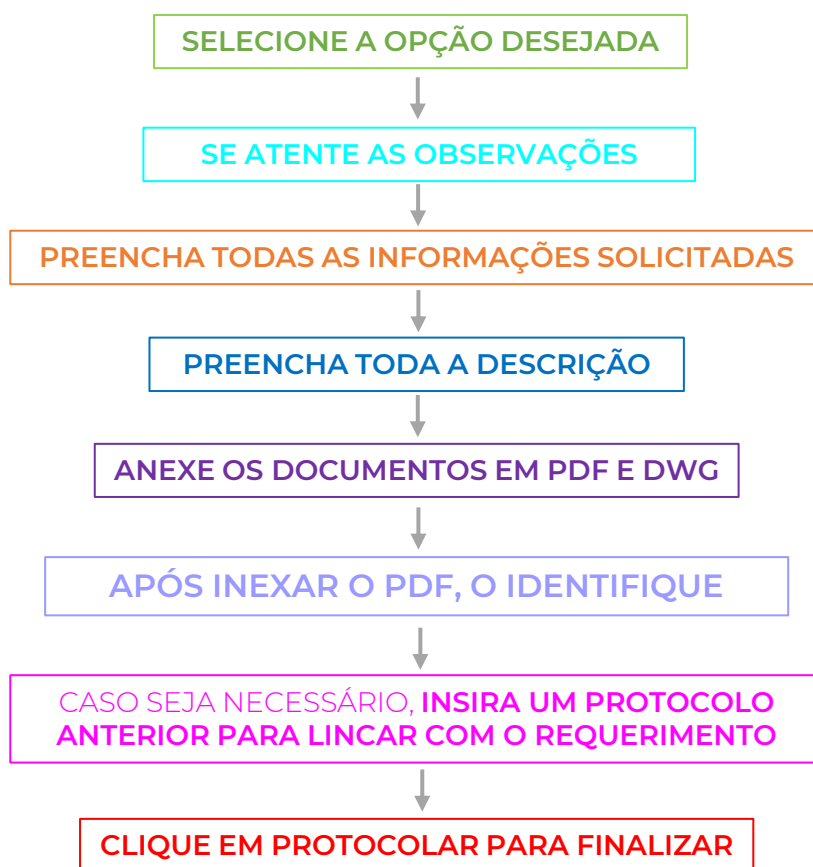 SELECIONE A OPÇÃO DESEJADA
SE ATENTE AS OBSERVAÇÕES
PREENCHA TODAS AS INFORMAÇÕES SOLICITADAS
PREENCHA TODA A DESCRIÇÃO
ANEXE OS DOCUMENTOS EM PDF E DWG
APÓS INEXAR O PDF, O IDENTIFIQUE
CASO SEJA NECESSÁRIO, INSIRA UM PROTOCOLO
ANTERIOR PARA LINCAR COM O REQUERIMENTO
CLIQUE EM PROTOCOLAR PARA FINALIZAR